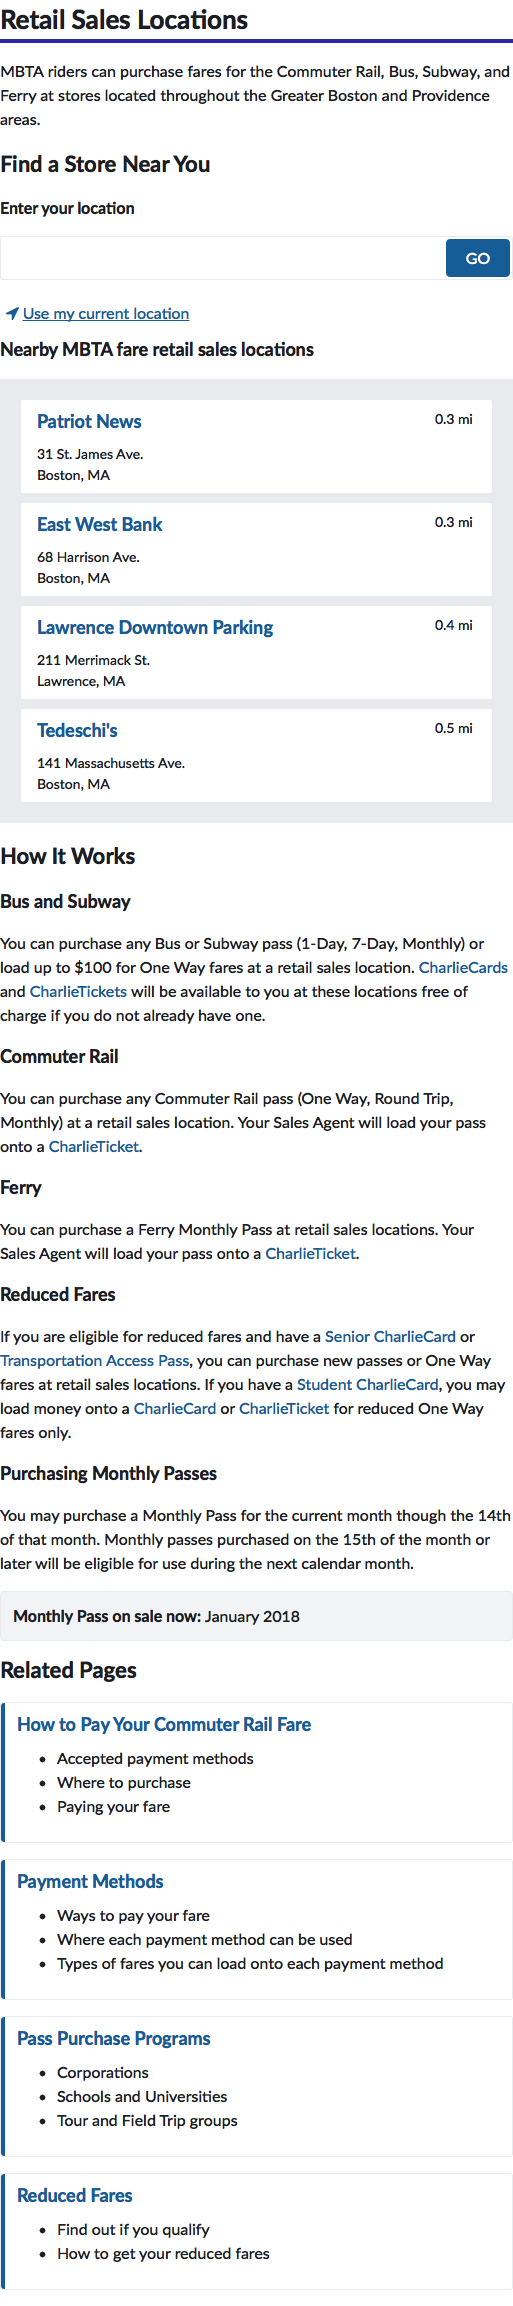 Retail Sales Locations
MBTA riders can purchase fares for the Commuter Rail, Bus, Subway, and
Ferry at stores located throughout the Greater Boston and Providence
areas.
Find a Store Near You
Enter your location
GO
Use my current location
Nearby MBTA fare retail sales locations
Patriot News 0.3 mi
31 St. James Ave.
Boston, MA
East West Bank 0.3 mi
68 Harrison Ave.
Boston, MA
Lawrence Downtown Parking 0.4 mi
211 Merrimack St.
Lawrence, MA
Tedeschi's 0.5 mi
141 Massachusetts Ave.
Boston, MA
How It Works
Bus and Subway
You can purchase any Bus or Subway pass (1-Day, 7-Day, Monthly) or
load up to $100 for One Way fares at a retail sales location. CharlieCards
and CharlieTickets will be available to you at these locations free of
charge if you do not already have one.
Commuter Rail
You can purchase any Commuter Rail pass (One Way, Round Trip,
Monthly) at a retail sales location. Your Sales Agent will load your pass
onto a CharlieTicket.
Ferry
You can purchase a Ferry Monthly Pass at retail sales locations. Your
Sales Agent will load your pass onto a CharlieTicket.
Reduced Fares
If you are eligible for reduced fares and have a Senior CharlieCard or
Transportation Access Pass, you can purchase new passes or One Way
fares at retail sales locations. If you have a Student CharlieCard, you may
load money onto a CharlieCard or CharlieTicket for reduced One Way
fares only.
Purchasing Monthly Passes
You may purchase a Monthly Pass for the current month though the 14th
of that month. Monthly passes purchased on the 15th of the month or
later will be eligible for use during the next calendar month.
Monthly Pass on sale now: January 2018
Related Pages
How to Pay Your Commuter Rail Fare
• Accepted payment methods
• Where to purchase
• Paying your fare
Payment Methods
• Ways to pay your fare
• Where each payment method can be used
• Types of fares you can load onto each payment method
Pass Purchase Programs
• Corporations
• Schools and Universities
• Tour and Field Trip groups
Reduced Fares
• Find out if you qualify
• How to get your reduced fares